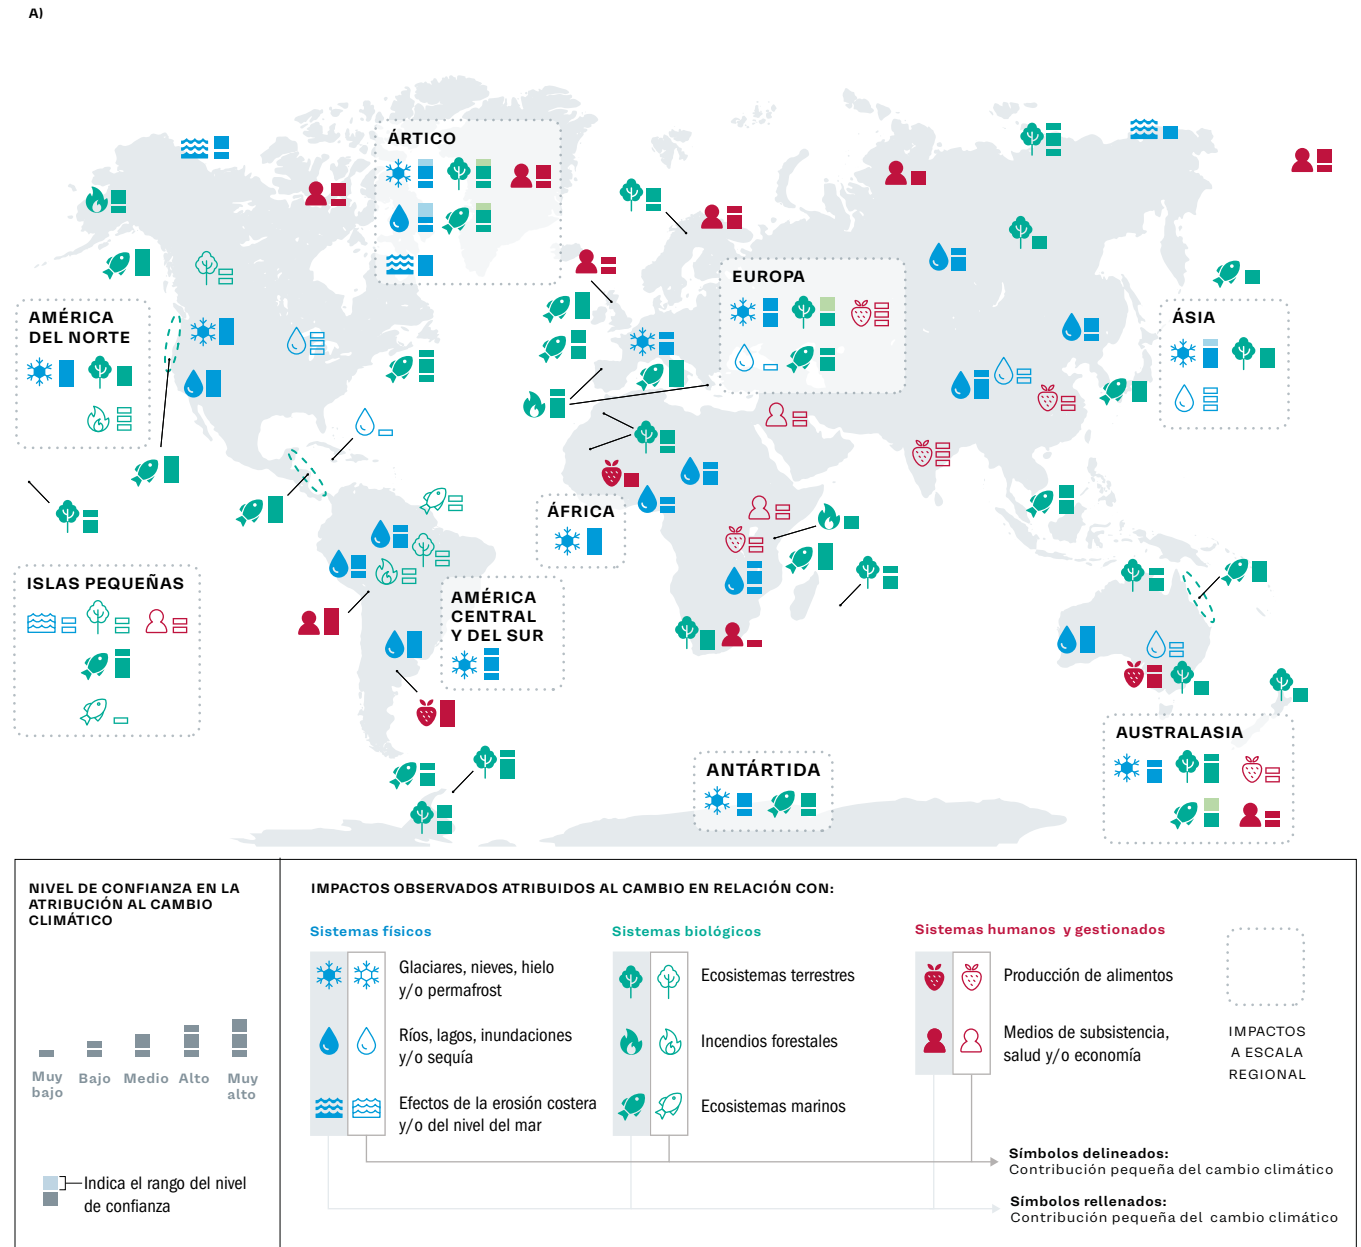 A)
ÁRTICO
EUROPA
AMÉRICA
DEL NORTE
ÁSIA
ÁFRICA
ISLAS PEQUEÑAS
AMÉRICA
CENTRAL
Y DEL SUR
AUSTRALASIA
ANTÁRTIDA
NIVEL DE CONFIANZA EN LA
ATRIBUCIÓN AL CAMBIO
CLIMÁTICO
Muy
bajo
Bajo
Medio
Alto
Muy
alto
Indica el rango del nivel
de confianza
IMPACTOS OBSERVADOS ATRIBUIDOS AL CAMBIO EN RELACIÓN CON:
Sistemas físicos
Glaciares, nieves, hielo
y/o permafrost
Ríos, lagos, inundaciones
y/o sequía
Efectos de la erosión costera
y/o del nivel del mar
Sistemas biológicos
Ecosistemas terrestres
Incendios forestales
Ecosistemas marinos
Sistemas humanos y gestionados
Producción de alimentos
Medios de subsistencia,
salud y/o economía
IMPACTOS
A ESCALA
REGIONAL
Símbolos delineados:
Contribución pequeña del cambio climático
Símbolos rellenados:
Contribución pequeña del cambio climático